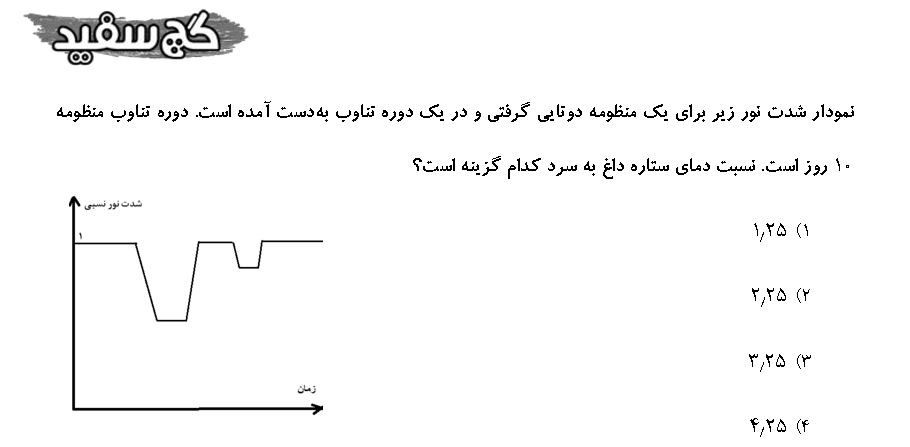 گچ سفید
نمودار شدت نور زیر برای یک منظومه دوتایی گرفتی و در یک دوره تناوب به‌دست آمده است. دوره تناوب منظومه
۱۰ روز است. نسبت دمای ستاره داغ به سرد کدام گزینه است؟
شدت نور نسبی
۱
زمان
۱) ۱٫۲۵
۲) ۲٫۲۵
۳) ۳٫۲۵
۴) ۴٫۲۵